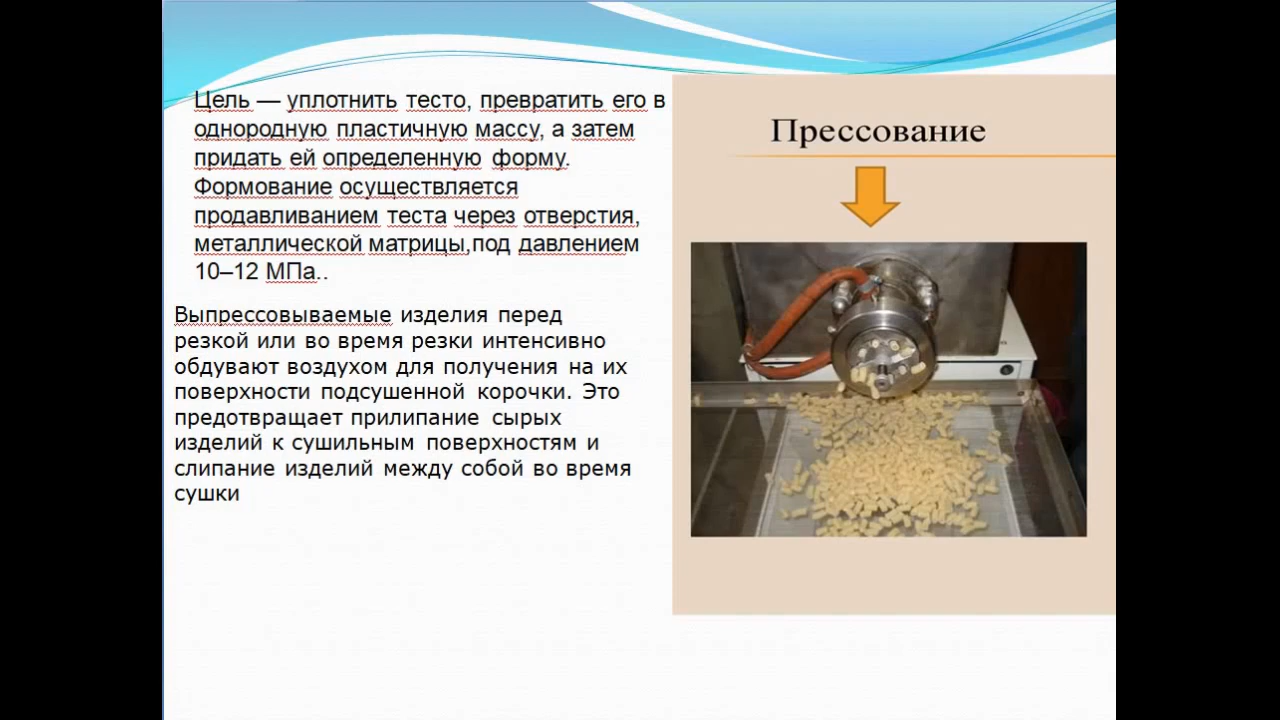 Цель — уплотнить тесто, превратить его в
однородную пластичную массу, а затем
придать ей определенную форму.
Формование осуществляется
продавливанием теста через отверстия,
металлической матрицы,под давлением
10–12 МПа..
Выпрессовываемые изделия перед
резкой или во время резки интенсивно
обдувают воздухом для получения на их
поверхности подсушенной корочки. Это
предотвращает прилипание сырых
изделий к сушильным поверхностям и
слипание изделий между собой во время
сушки
Прессование